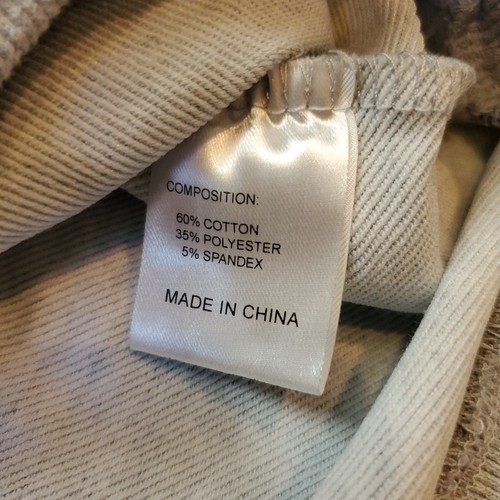 COMPOSITION:
60% COTTON
35% POLYESTER
5% SPANDEX
MADE IN CHINA